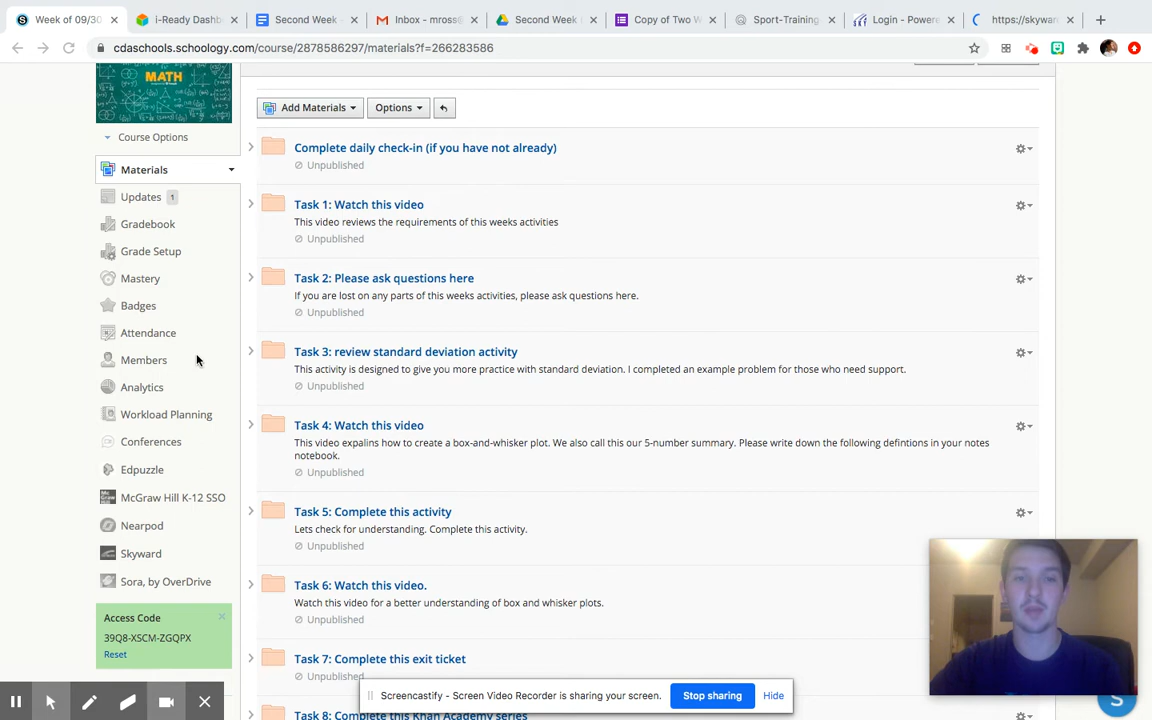 Week of 09/30
i-Ready Dashb
Second Week -
Inbox - mross@
Second Week
Copy of Two W
Sport-Training
Login - Power
https://skywar
cdaschools.schoology.com/course/2878586297/materials?f=266283586
MATH
Course Options
Materials
Updates 1
Gradebook
Grade Setup
Mastery
Badges
Attendance
Members
Analytics
Workload Planning
Conferences
Edpuzzle
McGraw Hill K-12 SSO
Nearpod
Skyward
Sora, by OverDrive
Access Code
39Q8-XSCM-ZGQPX
Reset
Add Materials
Options
Complete daily check-in (if you have not already)
Unpublished
Task 1: Watch this video
This video reviews the requirements of this weeks activities
Unpublished
Task 2: Please ask questions here
If you are lost on any parts of this weeks activities, please ask questions here.
Unpublished
Task 3: review standard deviation activity
This activity is designed to give you more practice with standard deviation. I completed an example problem for those who need support.
Unpublished
Task 4: Watch this video
This video expalins how to create a box-and-whisker plot. We also call this our 5-number summary. Please write down the following defintions in your notes
notebook.
Unpublished
Task 5: Complete this activity
Lets check for understanding. Complete this activity.
Unpublished
Task 6: Watch this video.
Watch this video for a better understanding of box and whisker plots.
Unpublished
Task 7: Complete this exit ticket
Unpublished
Task 8: Complete this Khan Academy series
Screencastify - Screen Video Recorder is sharing your screen.
Stop sharing
Hide